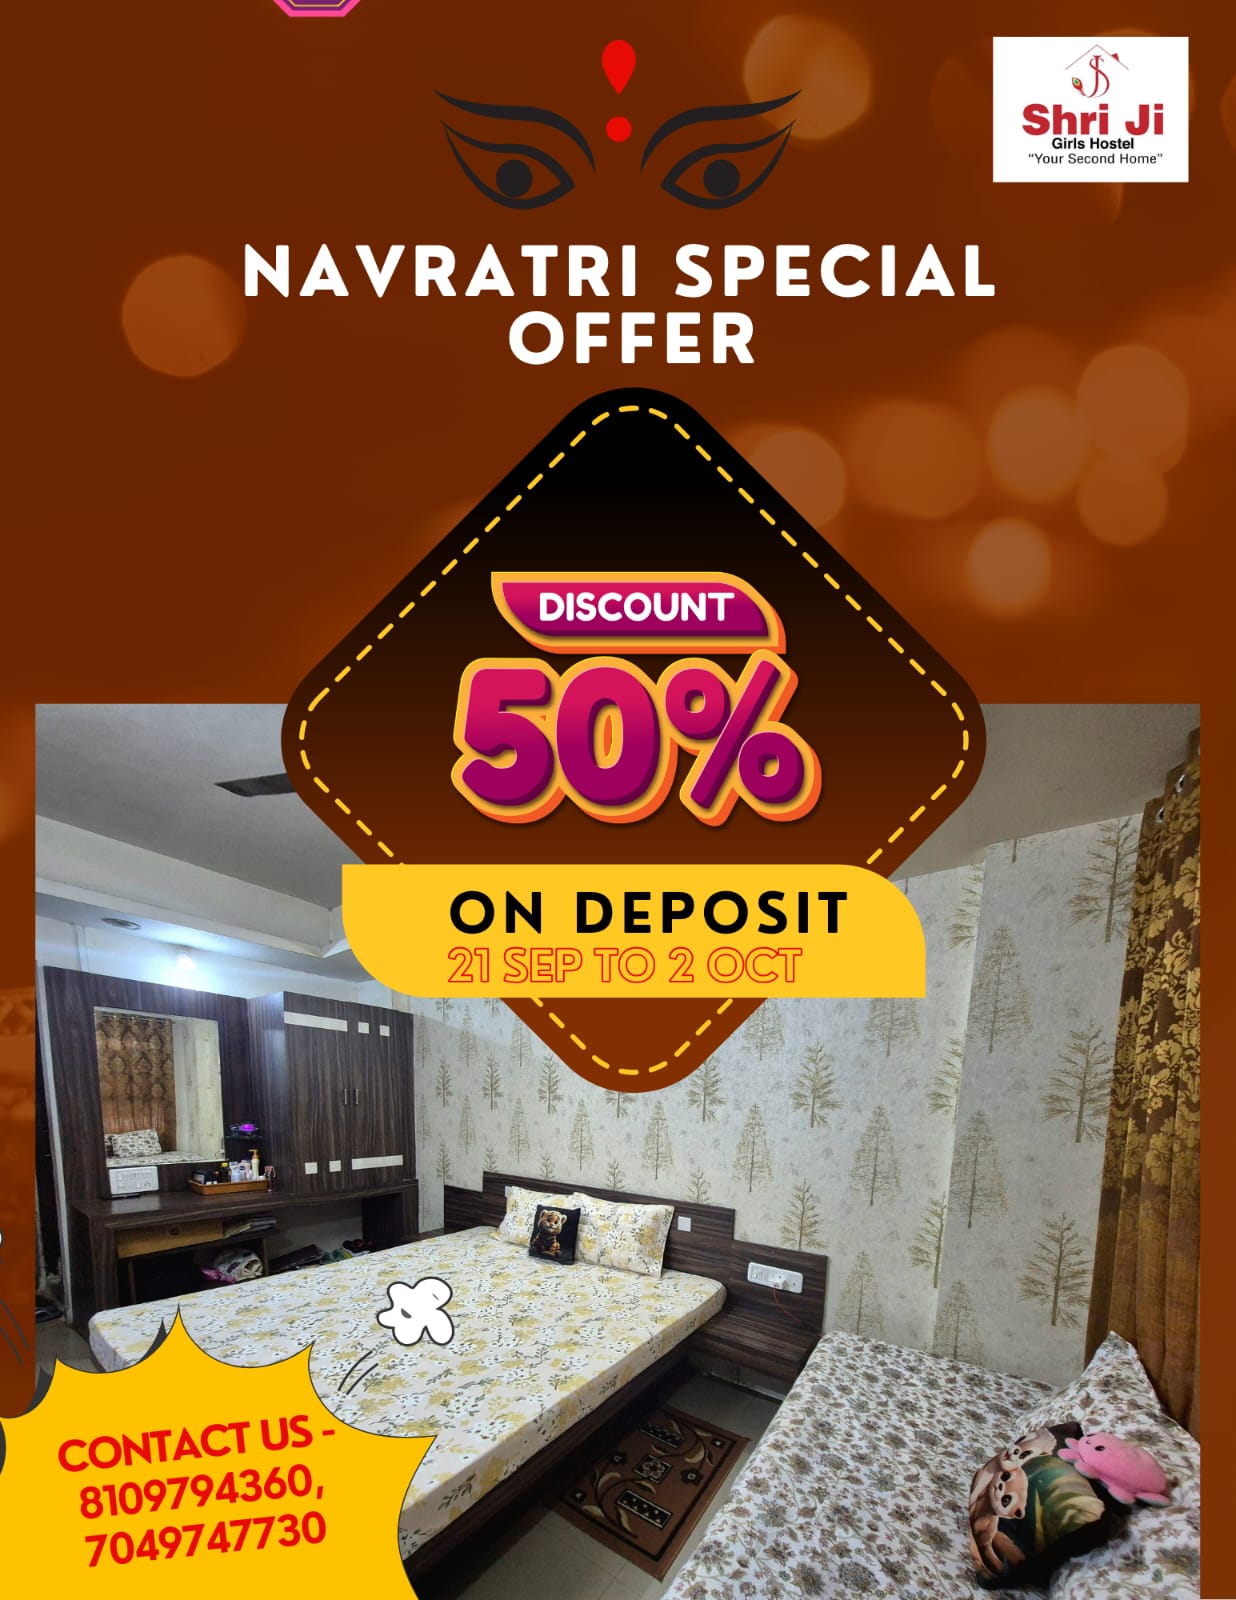 Shri Ji
Girls Hostel
“Your Second Home”
NAVRATRI SPECIAL
OFFER
DISCOUNT
50%
ON DEPOSIT
21 SEP TO 2 OCT
CONTACT US -
8109794360,
7049747730